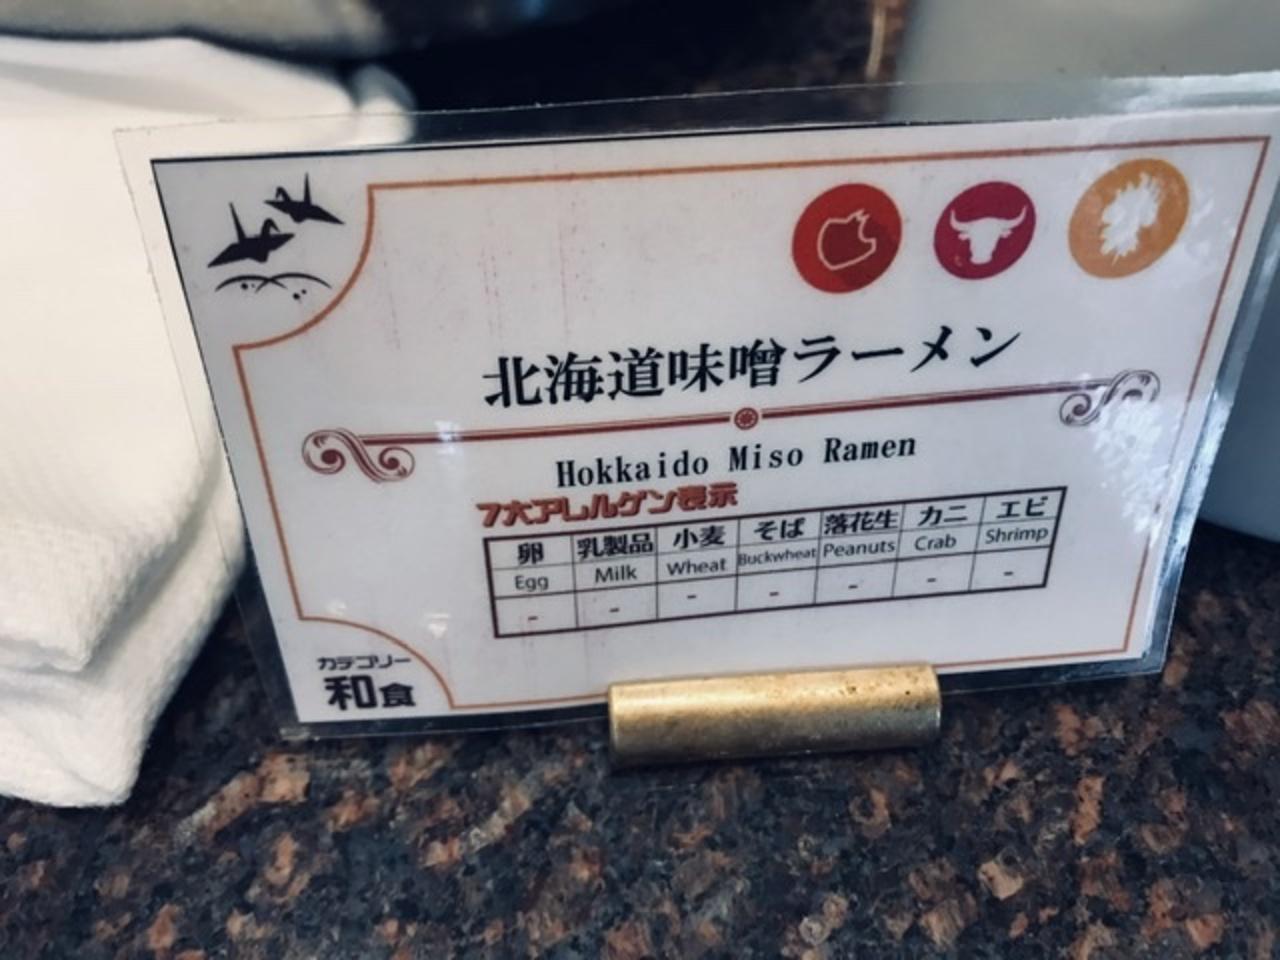 北海道味噌ラーメン
Hokkaido Miso Ramen
7大アレルゲン表示
卵 乳製品 小麦 そば 落花生 カニ エビ
Egg Milk Wheat Buckwheat Peanuts Crab Shrimp
- - - - - - -
カテゴリー
和食